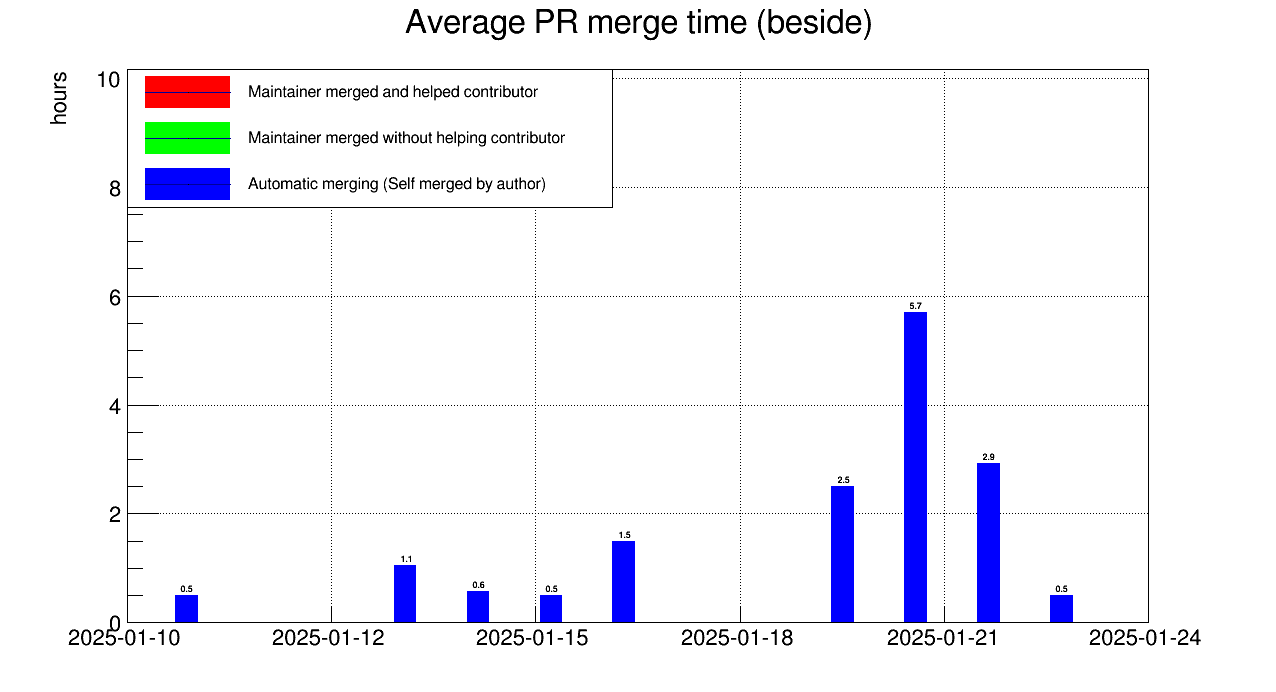 Average PR merge time (beside)
hours
10
8
6
4
2
0
Maintainer merged and helped contributor
Maintainer merged without helping contributor
Automatic merging (Self merged by author)
0.5
1.1
0.6
0.5
1.5
2.5
5.7
2.9
0.5
2025-01-10 2025-01-12 2025-01-15 2025-01-18 2025-01-21 2025-01-24